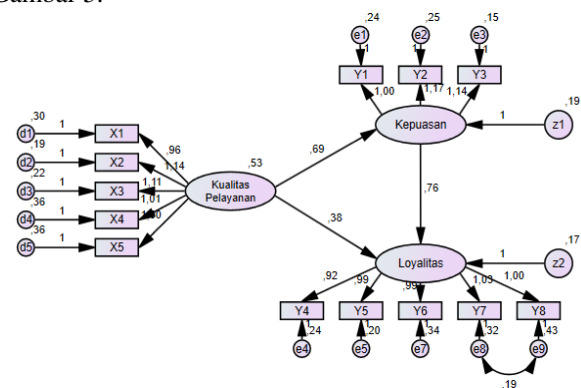 Gambar 3.
,24 ,25 ,15
e1 e2 e3
1 1 1
Y1 Y2 Y3
1,00 1,17 1,14
,19
Kepuasan 1 z1
,30
d1 1 X1
,19
d2 1 X2
,22
d3 1 X3
,36
d4 1 X4
,36
d5 1 X5
,96
1,14
1,11
1,01
,53
Kualitas
Pelayanan
,69
,76
,38
,17
Loyalitas 1 z2
,92 ,99 ,99 1,03 1,00
Y4 Y5 Y6 Y7 Y8
1 1 1 1 1
,24 ,20 ,34 ,32 ,43
e4 e5 e7 e8 e9
,19